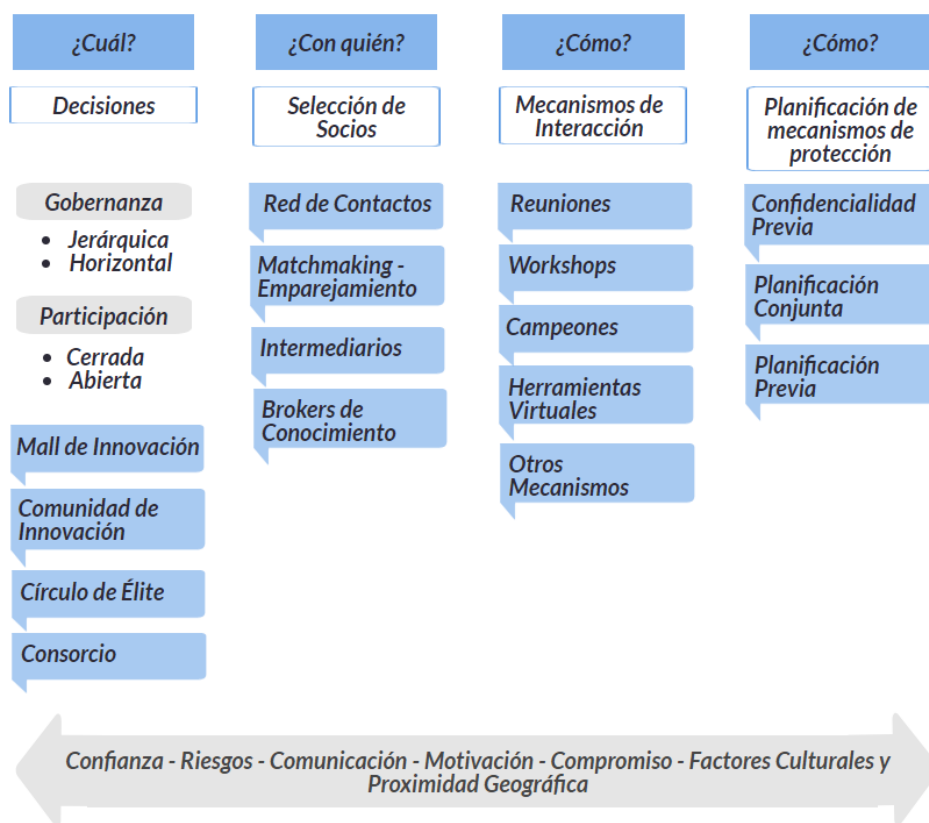 ¿Cuál?
Decisiones
Gobernanza
• Jerárquica
• Horizontal
Participación
• Cerrada
• Abierta
Mall de Innovación
Comunidad de
Innovación
Círculo de Élite
Consorcio
¿Con quién?
Selección de
Socios
Red de Contactos
Matchmaking -
Emparejamiento
Intermediarios
Brokers de
Conocimiento
¿Cómo?
Mecanismos de
Interacción
Reuniones
Workshops
Campeones
Herramientas
Virtuales
Otros
Mecanismos
¿Cómo?
Planificación de
mecanismos de
protección
Confidencialidad
Previa
Planificación
Conjunta
Planificación
Previa
Confianza - Riesgos - Comunicación - Motivación - Compromiso - Factores Culturales y
Proximidad Geográfica